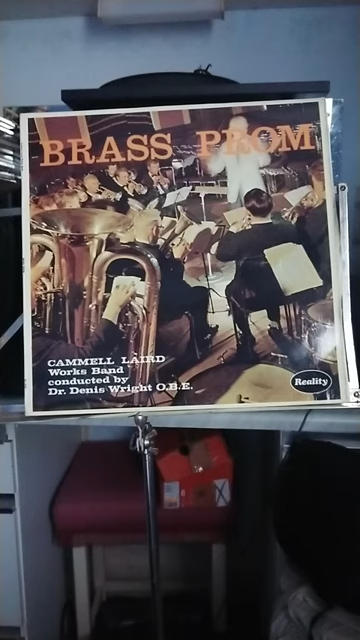 BRASS PROM
CAMMELL LAIRD
Works Band
conducted by
Dr. Denis Wright O.B.E.
Reality